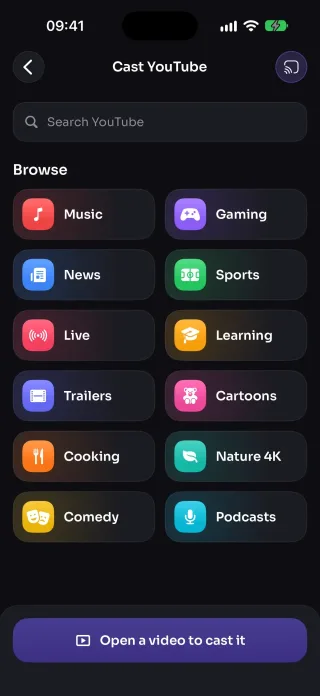 09:41
Cast YouTube
Search YouTube
Browse
Music
Gaming
News
Sports
Live
Learning
Trailers
Cartoons
Cooking
Nature 4K
Comedy
Podcasts
Open a video to cast it